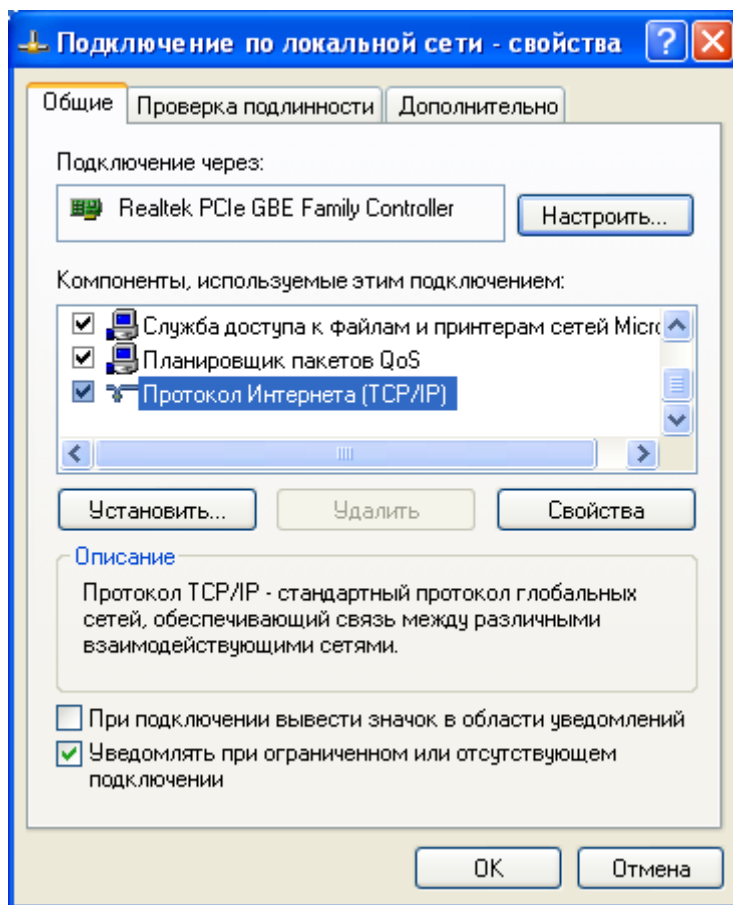 Подключение по локальной сети - свойства
Общие
Проверка подлинности
Дополнительно
Подключение через:
Realtek PCIe GBE Family Controller
Настроить...
Компоненты, используемые этим подключением:
Служба доступа к файлам и принтерам сетей Micro
Планировщик пакетов QoS
Протокол Интернета (TCP/IP)
Установить...
Удалить
Свойства
Описание
Протокол TCP/IP - стандартный протокол глобальных
сетей, обеспечивающий связь между различными
взаимодействующими сетями.
При подключении вывести значок в области уведомлений
Уведомлять при ограниченном или отсутствующем
подключении
OK
Отмена